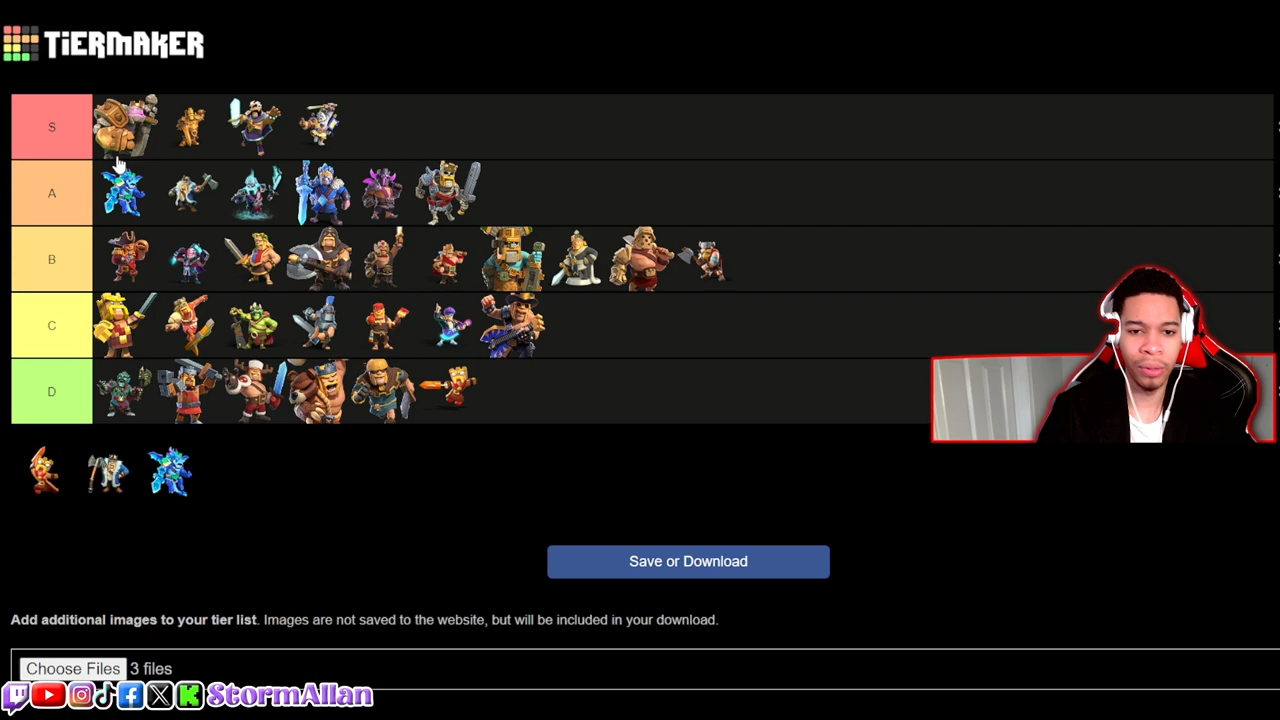 TiERMAKER
S
A
B
C
D
Save or Download
Add additional images to your tier list. Images are not saved to the website, but will be included in your download.
Choose Files 3 files
StormAllan